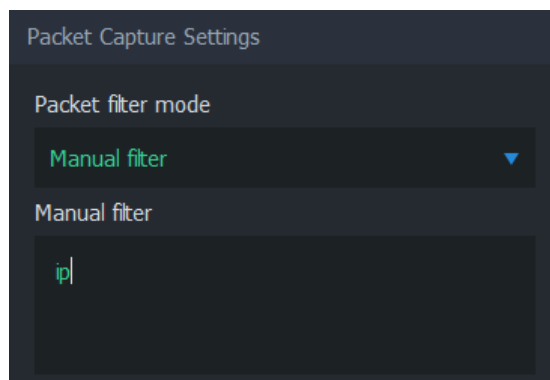 Packet Capture Settings
Packet filter mode
Manual filter
Manual filter
ip